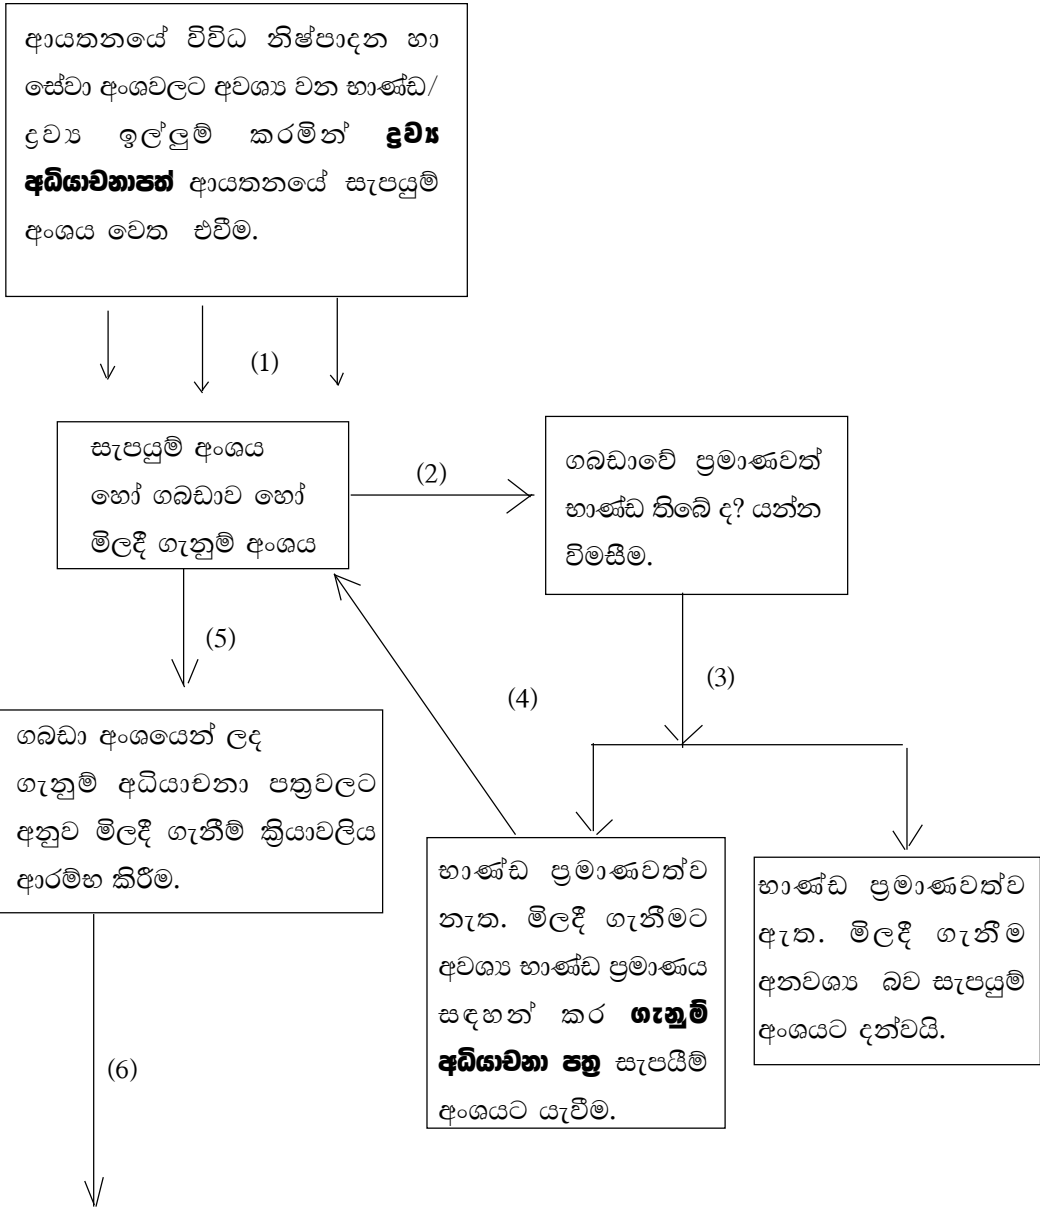 ආයතනයේ විවිධ නිෂ්පාදන හා
සේවා අංශවලට අවශ්‍ය වන භාණ්ඩ/
ද්‍රව්‍ය ඉල්ලුම් කරමින් ද්‍රව්‍ය
අධියාචනාපත් ආයතනයේ සැපයුම්
අංශය වෙත එවීම.
(1)
සැපයුම් අංශය
හෝ ගබඩාව හෝ
මිලදී ගැනුම් අංශය
(2)
ගබඩාවේ ප්‍රමාණවත්
භාණ්ඩ තිබේ ද? යන්න
විමසීම.
(5)
(4)
(3)
ගබඩා අංශයෙන් ලද
ගැනුම් අධියාචනා පත්‍රවලට
අනුව මිලදී ගැනීම් ක්‍රියාවලිය
ආරම්භ කිරීම.
භාණ්ඩ ප්‍රමාණවත්ව
නැත. මිලදී ගැනීමට
අවශ්‍ය භාණ්ඩ ප්‍රමාණය
සඳහන් කර ගැනුම්
අධියාචනා පත්‍ර සැපයීම්
අංශයට යැවීම.
භාණ්ඩ ප්‍රමාණවත්ව
ඇත. මිලදී ගැනීම
අනවශ්‍ය බව සැපයුම්
අංශයට දන්වයි.
(6)